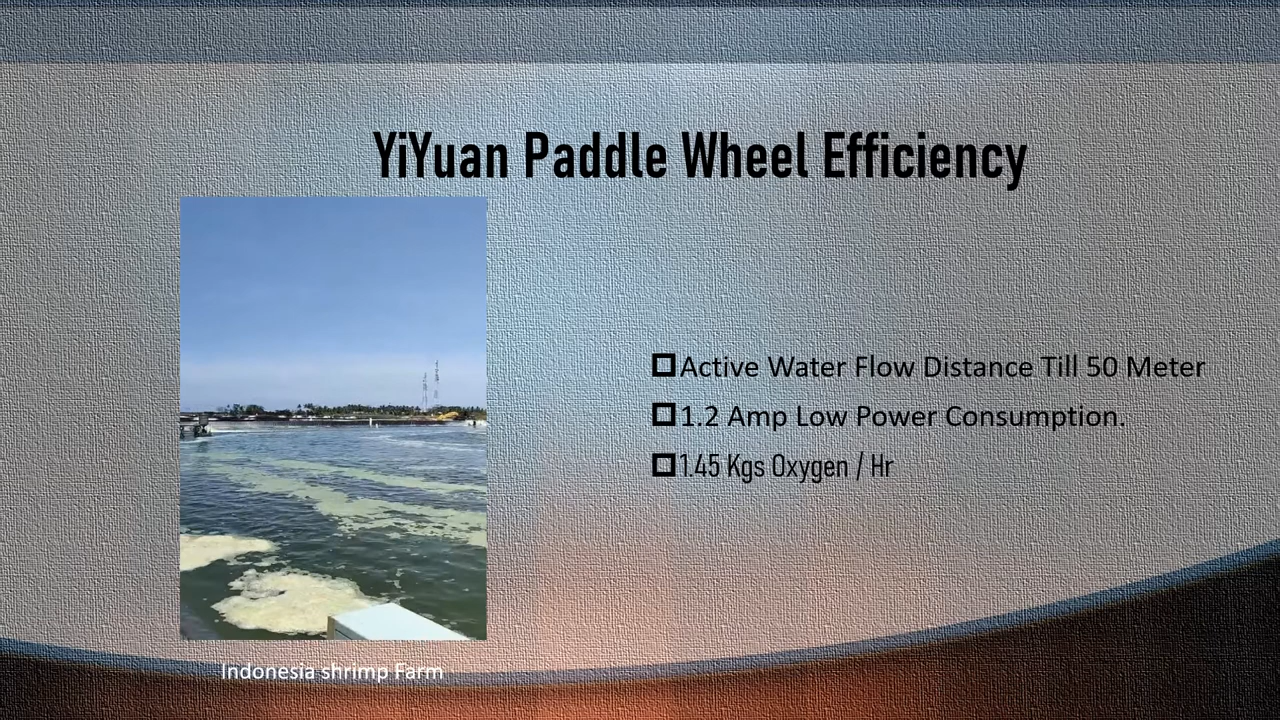 YiYuan Paddle Wheel Efficiency
Active Water Flow Distance Till 50 Meter
1.2 Amp Low Power Consumption.
1.45 Kgs Oxygen / Hr
Indonesia shrimp Farm